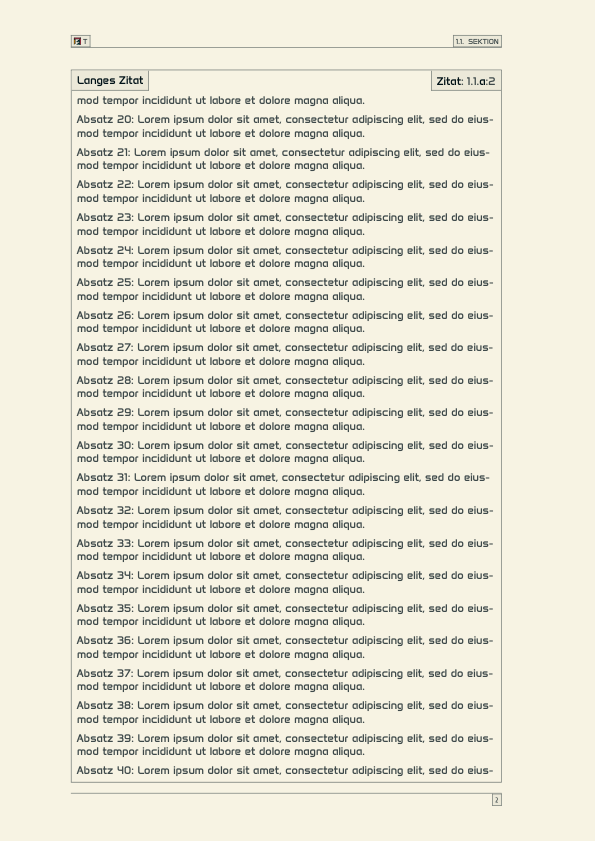 T
1.1. SEKTION
Langes Zitat
Zitat: 1.1.a:2
mod tempor incididunt ut labore et dolore magna aliqua.
Absatz 20: Lorem ipsum dolor sit amet, consectetur adipiscing elit, sed do eius-
mod tempor incididunt ut labore et dolore magna aliqua.
Absatz 21: Lorem ipsum dolor sit amet, consectetur adipiscing elit, sed do eius-
mod tempor incididunt ut labore et dolore magna aliqua.
Absatz 22: Lorem ipsum dolor sit amet, consectetur adipiscing elit, sed do eius-
mod tempor incididunt ut labore et dolore magna aliqua.
Absatz 23: Lorem ipsum dolor sit amet, consectetur adipiscing elit, sed do eius-
mod tempor incididunt ut labore et dolore magna aliqua.
Absatz 24: Lorem ipsum dolor sit amet, consectetur adipiscing elit, sed do eius-
mod tempor incididunt ut labore et dolore magna aliqua.
Absatz 25: Lorem ipsum dolor sit amet, consectetur adipiscing elit, sed do eius-
mod tempor incididunt ut labore et dolore magna aliqua.
Absatz 26: Lorem ipsum dolor sit amet, consectetur adipiscing elit, sed do eius-
mod tempor incididunt ut labore et dolore magna aliqua.
Absatz 27: Lorem ipsum dolor sit amet, consectetur adipiscing elit, sed do eius-
mod tempor incididunt ut labore et dolore magna aliqua.
Absatz 28: Lorem ipsum dolor sit amet, consectetur adipiscing elit, sed do eius-
mod tempor incididunt ut labore et dolore magna aliqua.
Absatz 29: Lorem ipsum dolor sit amet, consectetur adipiscing elit, sed do eius-
mod tempor incididunt ut labore et dolore magna aliqua.
Absatz 30: Lorem ipsum dolor sit amet, consectetur adipiscing elit, sed do eius-
mod tempor incididunt ut labore et dolore magna aliqua.
Absatz 31: Lorem ipsum dolor sit amet, consectetur adipiscing elit, sed do eius-
mod tempor incididunt ut labore et dolore magna aliqua.
Absatz 32: Lorem ipsum dolor sit amet, consectetur adipiscing elit, sed do eius-
mod tempor incididunt ut labore et dolore magna aliqua.
Absatz 33: Lorem ipsum dolor sit amet, consectetur adipiscing elit, sed do eius-
mod tempor incididunt ut labore et dolore magna aliqua.
Absatz 34: Lorem ipsum dolor sit amet, consectetur adipiscing elit, sed do eius-
mod tempor incididunt ut labore et dolore magna aliqua.
Absatz 35: Lorem ipsum dolor sit amet, consectetur adipiscing elit, sed do eius-
mod tempor incididunt ut labore et dolore magna aliqua.
Absatz 36: Lorem ipsum dolor sit amet, consectetur adipiscing elit, sed do eius-
mod tempor incididunt ut labore et dolore magna aliqua.
Absatz 37: Lorem ipsum dolor sit amet, consectetur adipiscing elit, sed do eius-
mod tempor incididunt ut labore et dolore magna aliqua.
Absatz 38: Lorem ipsum dolor sit amet, consectetur adipiscing elit, sed do eius-
mod tempor incididunt ut labore et dolore magna aliqua.
Absatz 39: Lorem ipsum dolor sit amet, consectetur adipiscing elit, sed do eius-
mod tempor incididunt ut labore et dolore magna aliqua.
Absatz 40: Lorem ipsum dolor sit amet, consectetur adipiscing elit, sed do eius-
2